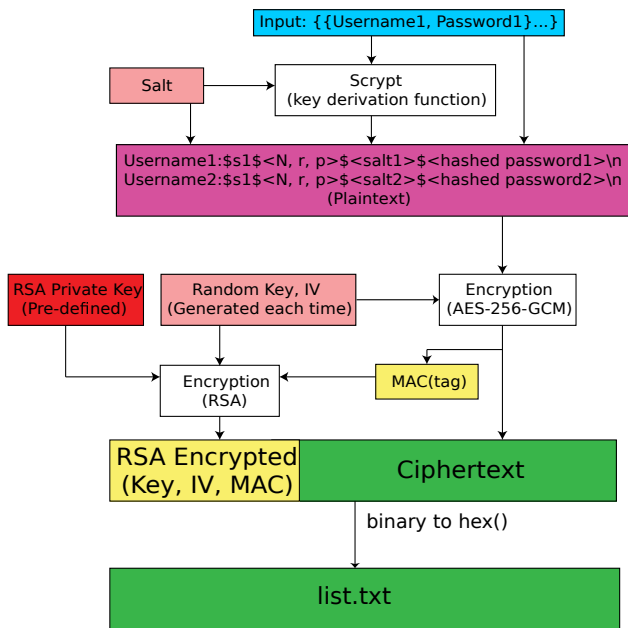 Input: {{Username1, Password1}...}
Salt
Scrypt
(key derivation function)
Username1:$s1$<N, r, p>$<salt1>$<hashed password1>\n
Username2:$s1$<N, r, p>$<salt2>$<hashed password2>\n
(Plaintext)
RSA Private Key
(Pre-defined)
Random Key, IV
(Generated each time)
Encryption
(AES-256-GCM)
Encryption
(RSA)
MAC(tag)
RSA Encrypted
(Key, IV, MAC)
Ciphertext
binary to hex()
list.txt